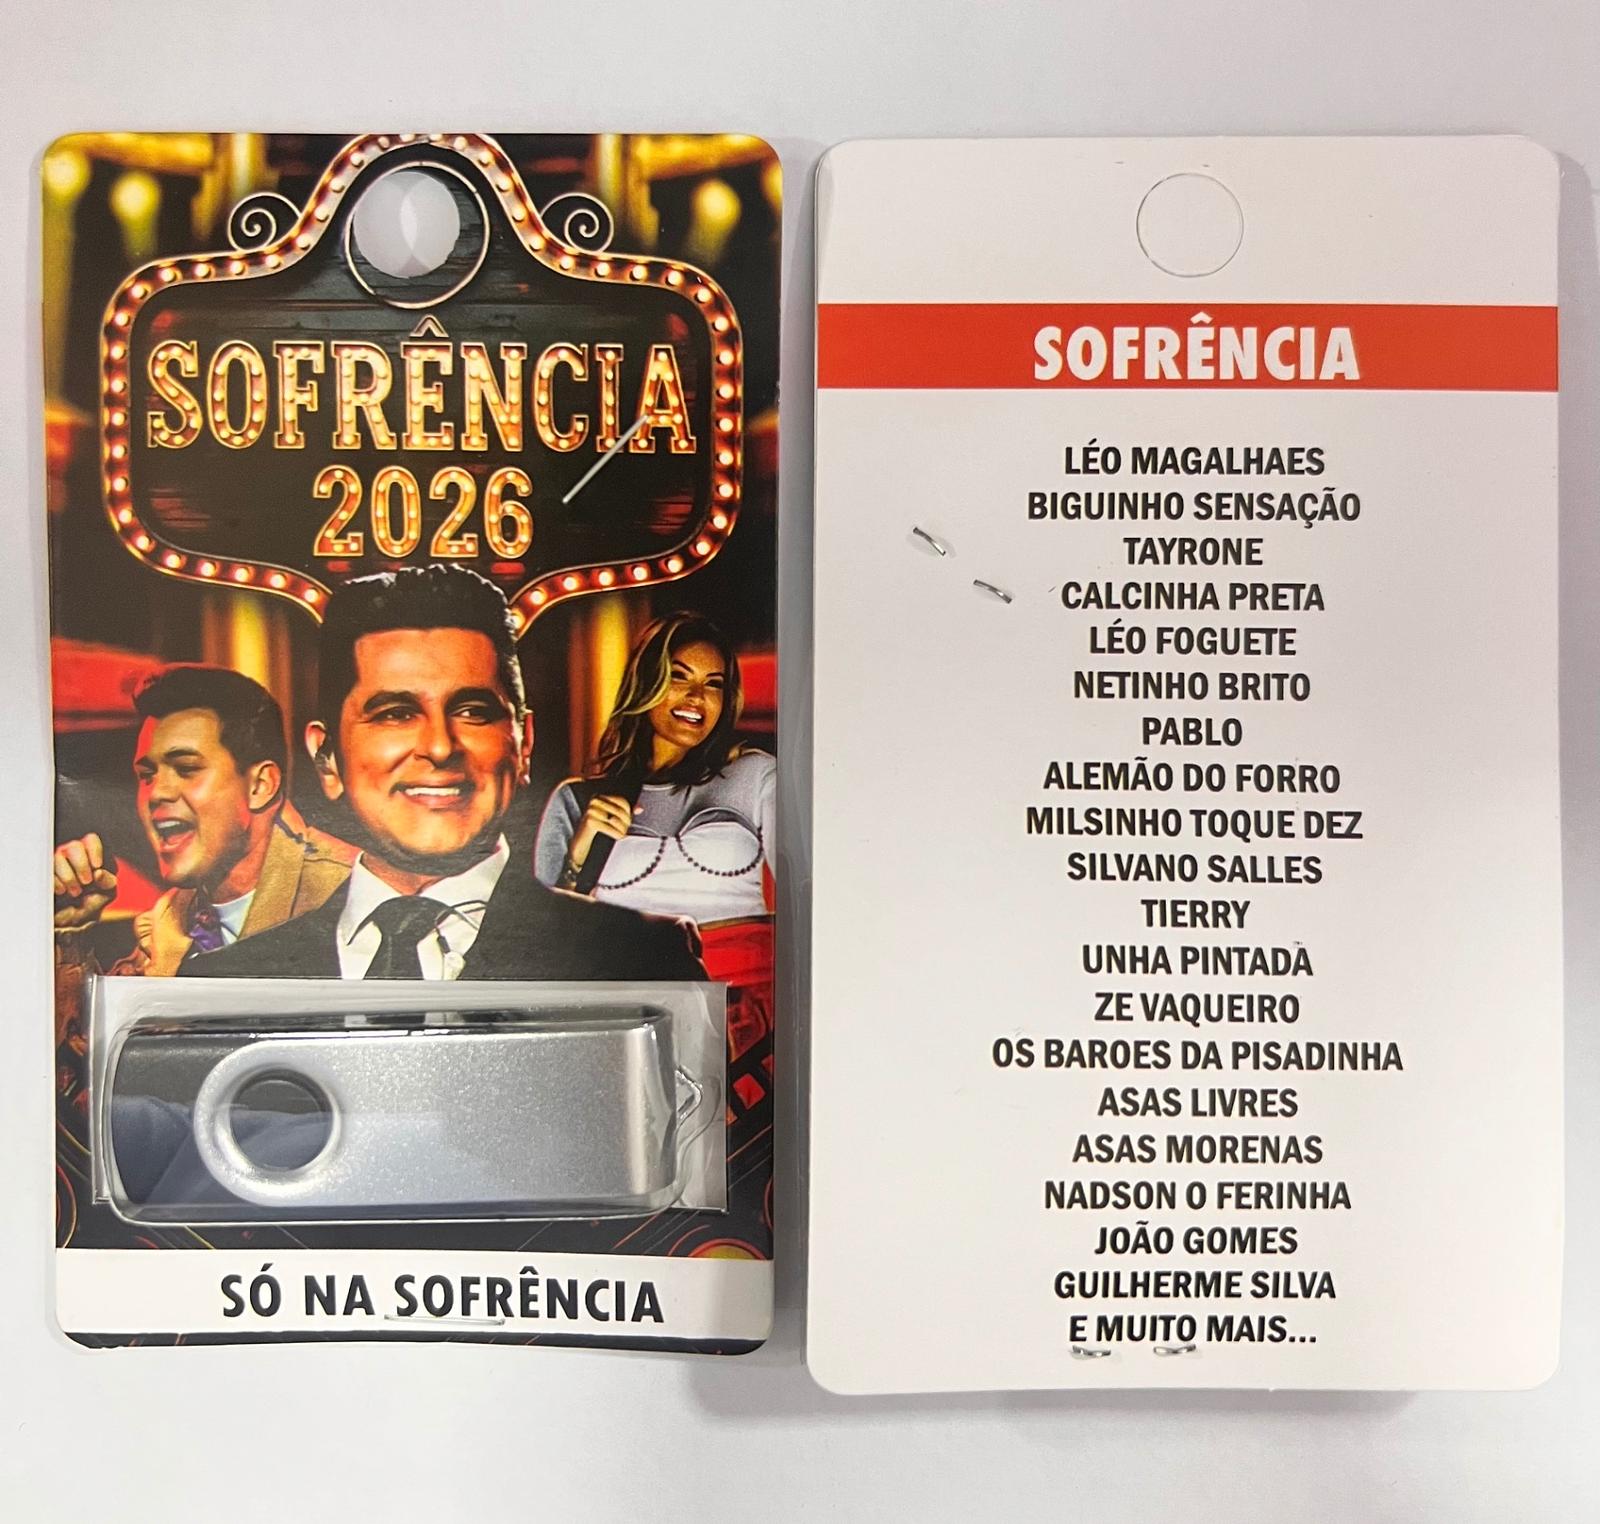 SOFRÊNCIA
2026
SÓ NA SOFRÊNCIA
SOFRÊNCIA
LÉO MAGALHAES
BIGUINHO SENSAÇÃO
TAYRONE
CALCINHA PRETA
LÉO FOGUETE
NETINHO BRITO
PABLO
ALEMÃO DO FORRO
MILSINHO TOQUE DEZ
SILVANO SALLES
TIERRY
UNHA PINTADA
ZE VAQUEIRO
OS BAROES DA PISADINHA
ASAS LIVRES
ASAS MORENAS
NADSON O FERINHA
JOÃO GOMES
GUILHERME SILVA
E MUITO MAIS...